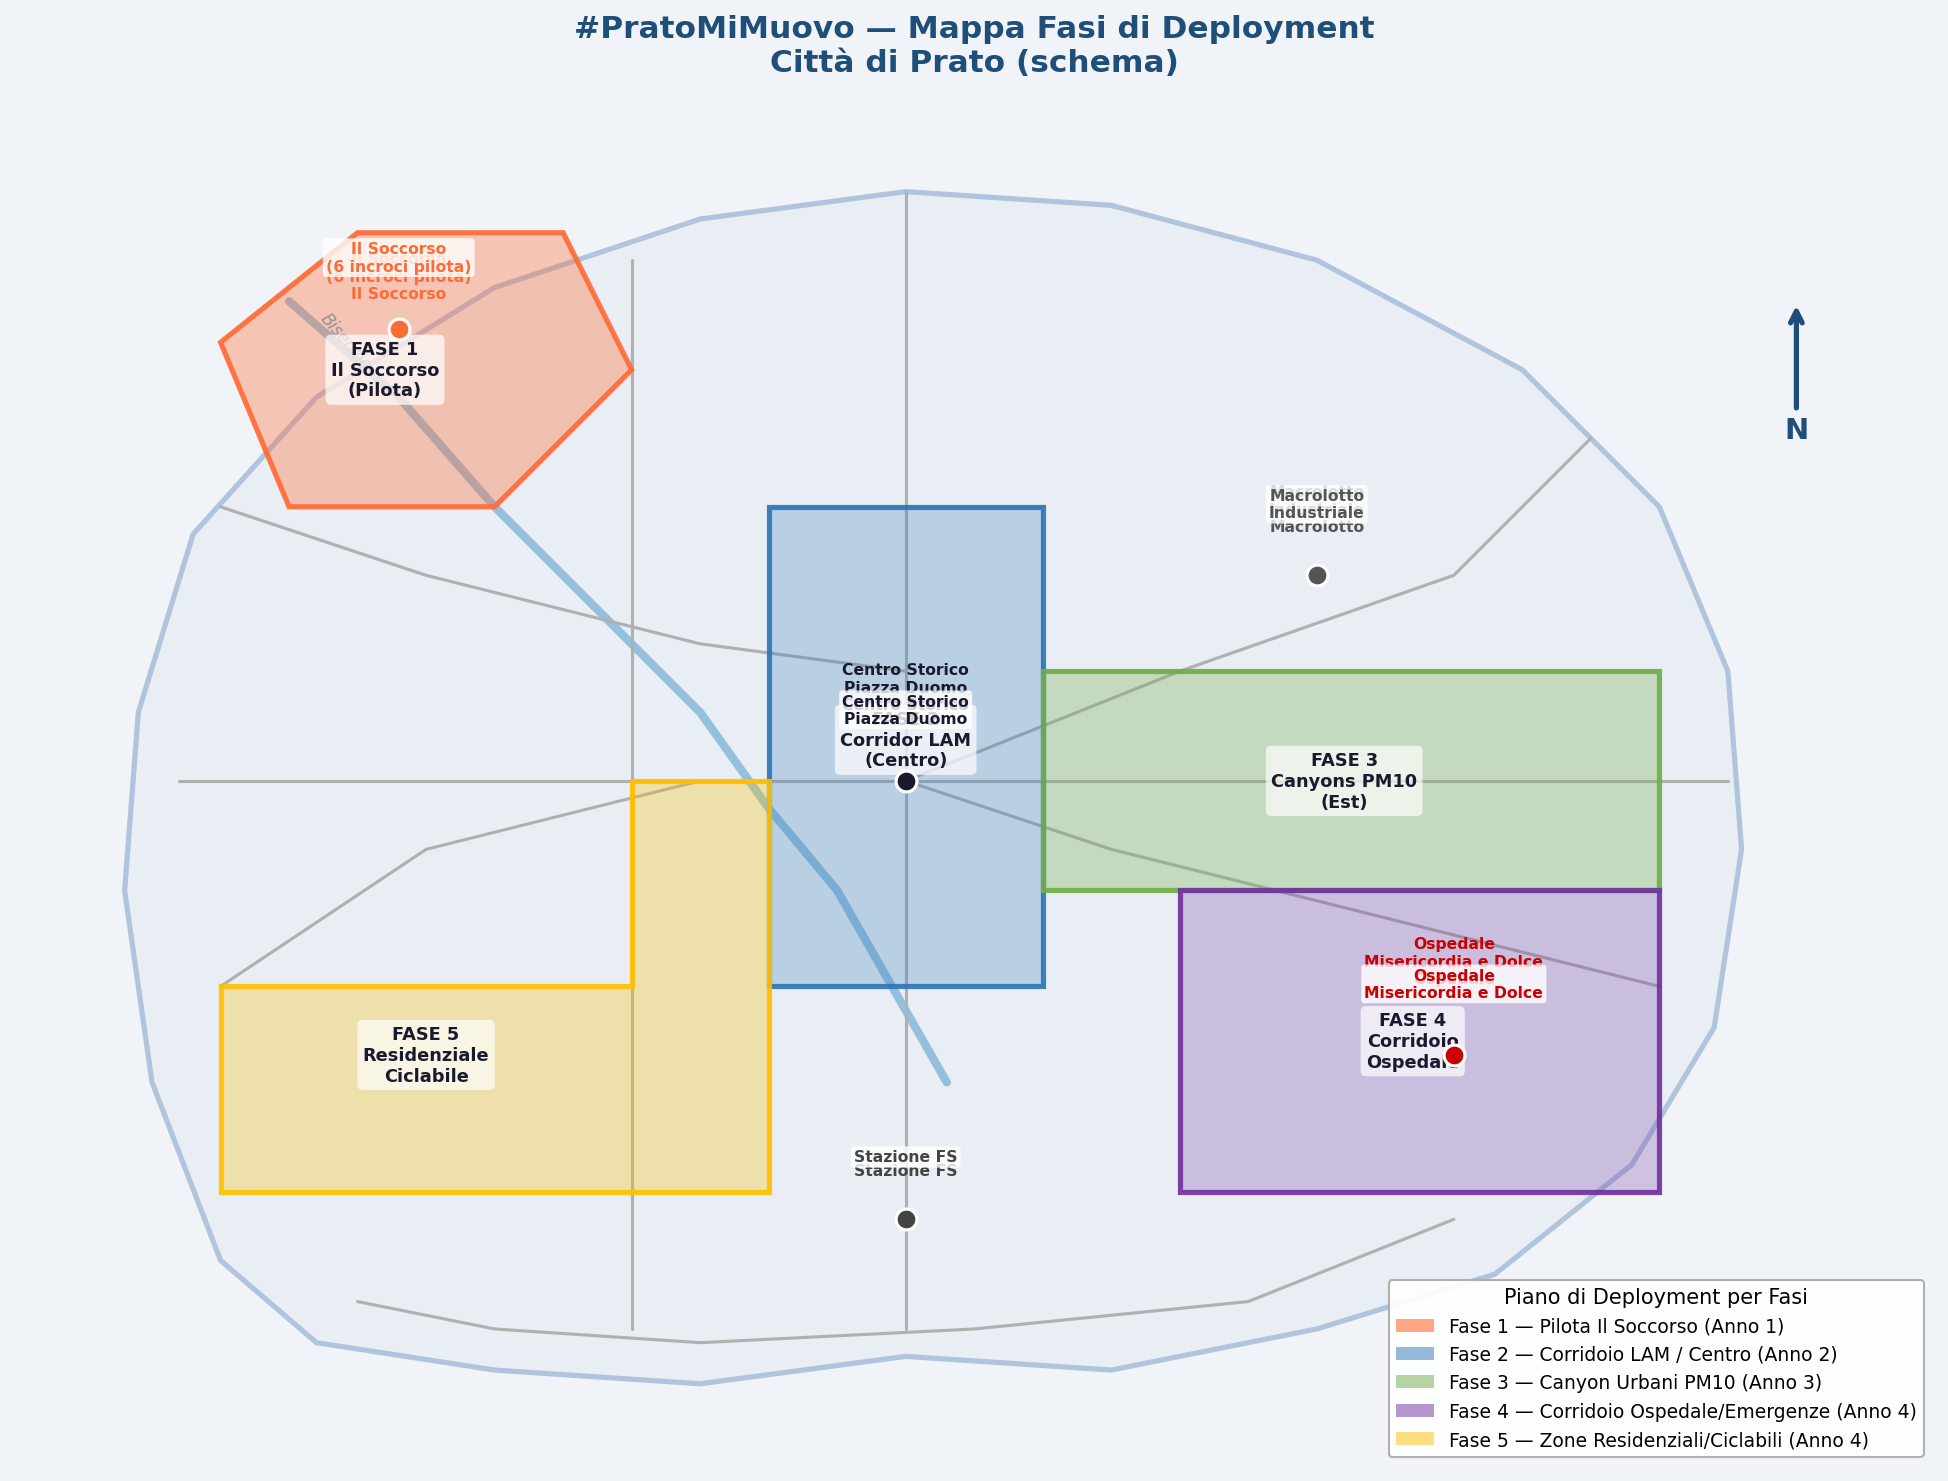 #PratoMiMuovo — Mappa Fasi di Deployment
Città di Prato (schema)
Il Soccorso
(6 incroci pilota)
(6 incroci pilota)
Il Soccorso
FASE 1
Il Soccorso
(Pilota)
N
Macrolotto
Industriale
Macrolotto
Centro Storico
Piazza Duomo
Centro Storico
Piazza Duomo
Corridor LAM
(Centro)
FASE 3
Canyons PM10
(Est)
Ospedale
Misericordia e Dolce
Ospedale
Misericordia e Dolce
FASE 4
Corridoio
Ospedale
FASE 5
Residenziale
Ciclabile
Stazione FS
Stazione FS
Piano di Deployment per Fasi
Fase 1 — Pilota Il Soccorso (Anno 1)
Fase 2 — Corridoio LAM / Centro (Anno 2)
Fase 3 — Canyon Urbani PM10 (Anno 3)
Fase 4 — Corridoio Ospedale/Emergenze (Anno 4)
Fase 5 — Zone Residenziali/Ciclabili (Anno 4)